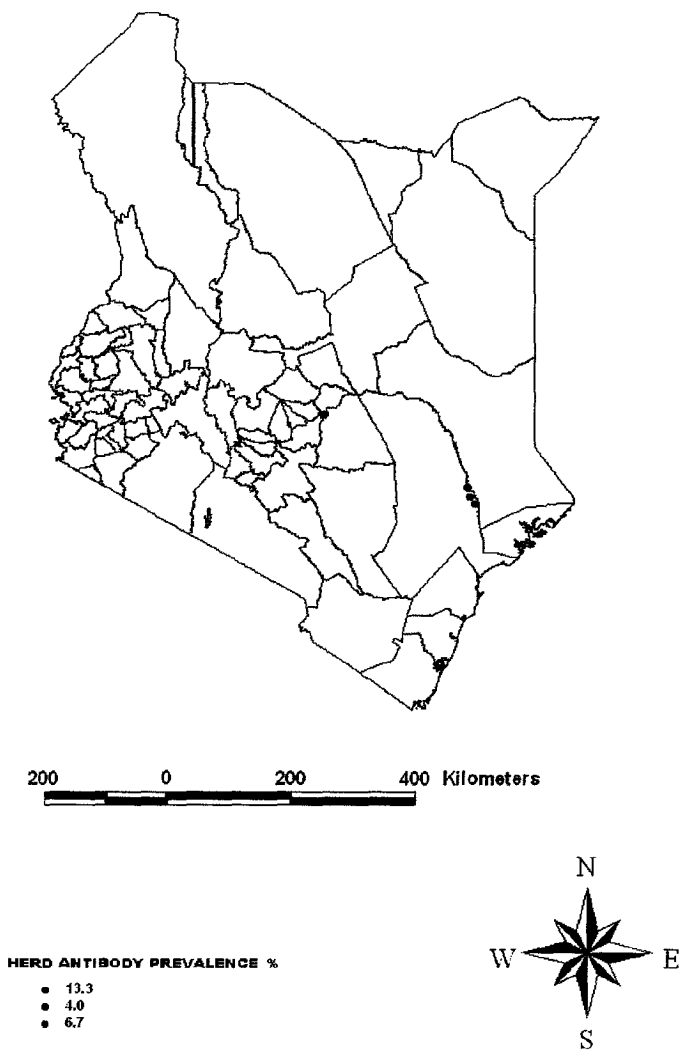 200 0 200 400 Kilometers
N
W E
S
HERD ANTIBODY PREVALENCE %
13.3
4.0
6.7